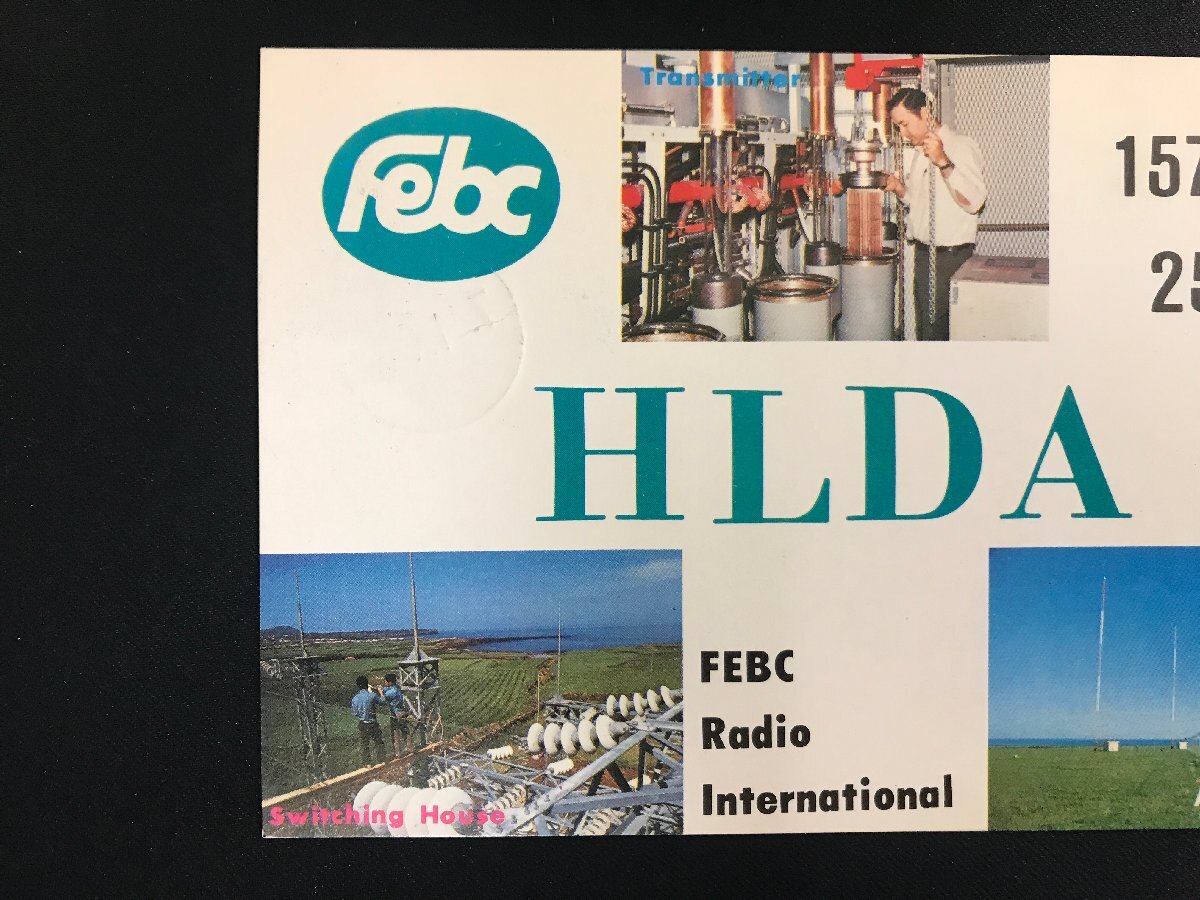 febc
Transmitter
157
25
HLDA
FEBC
Radio
International
Switching House